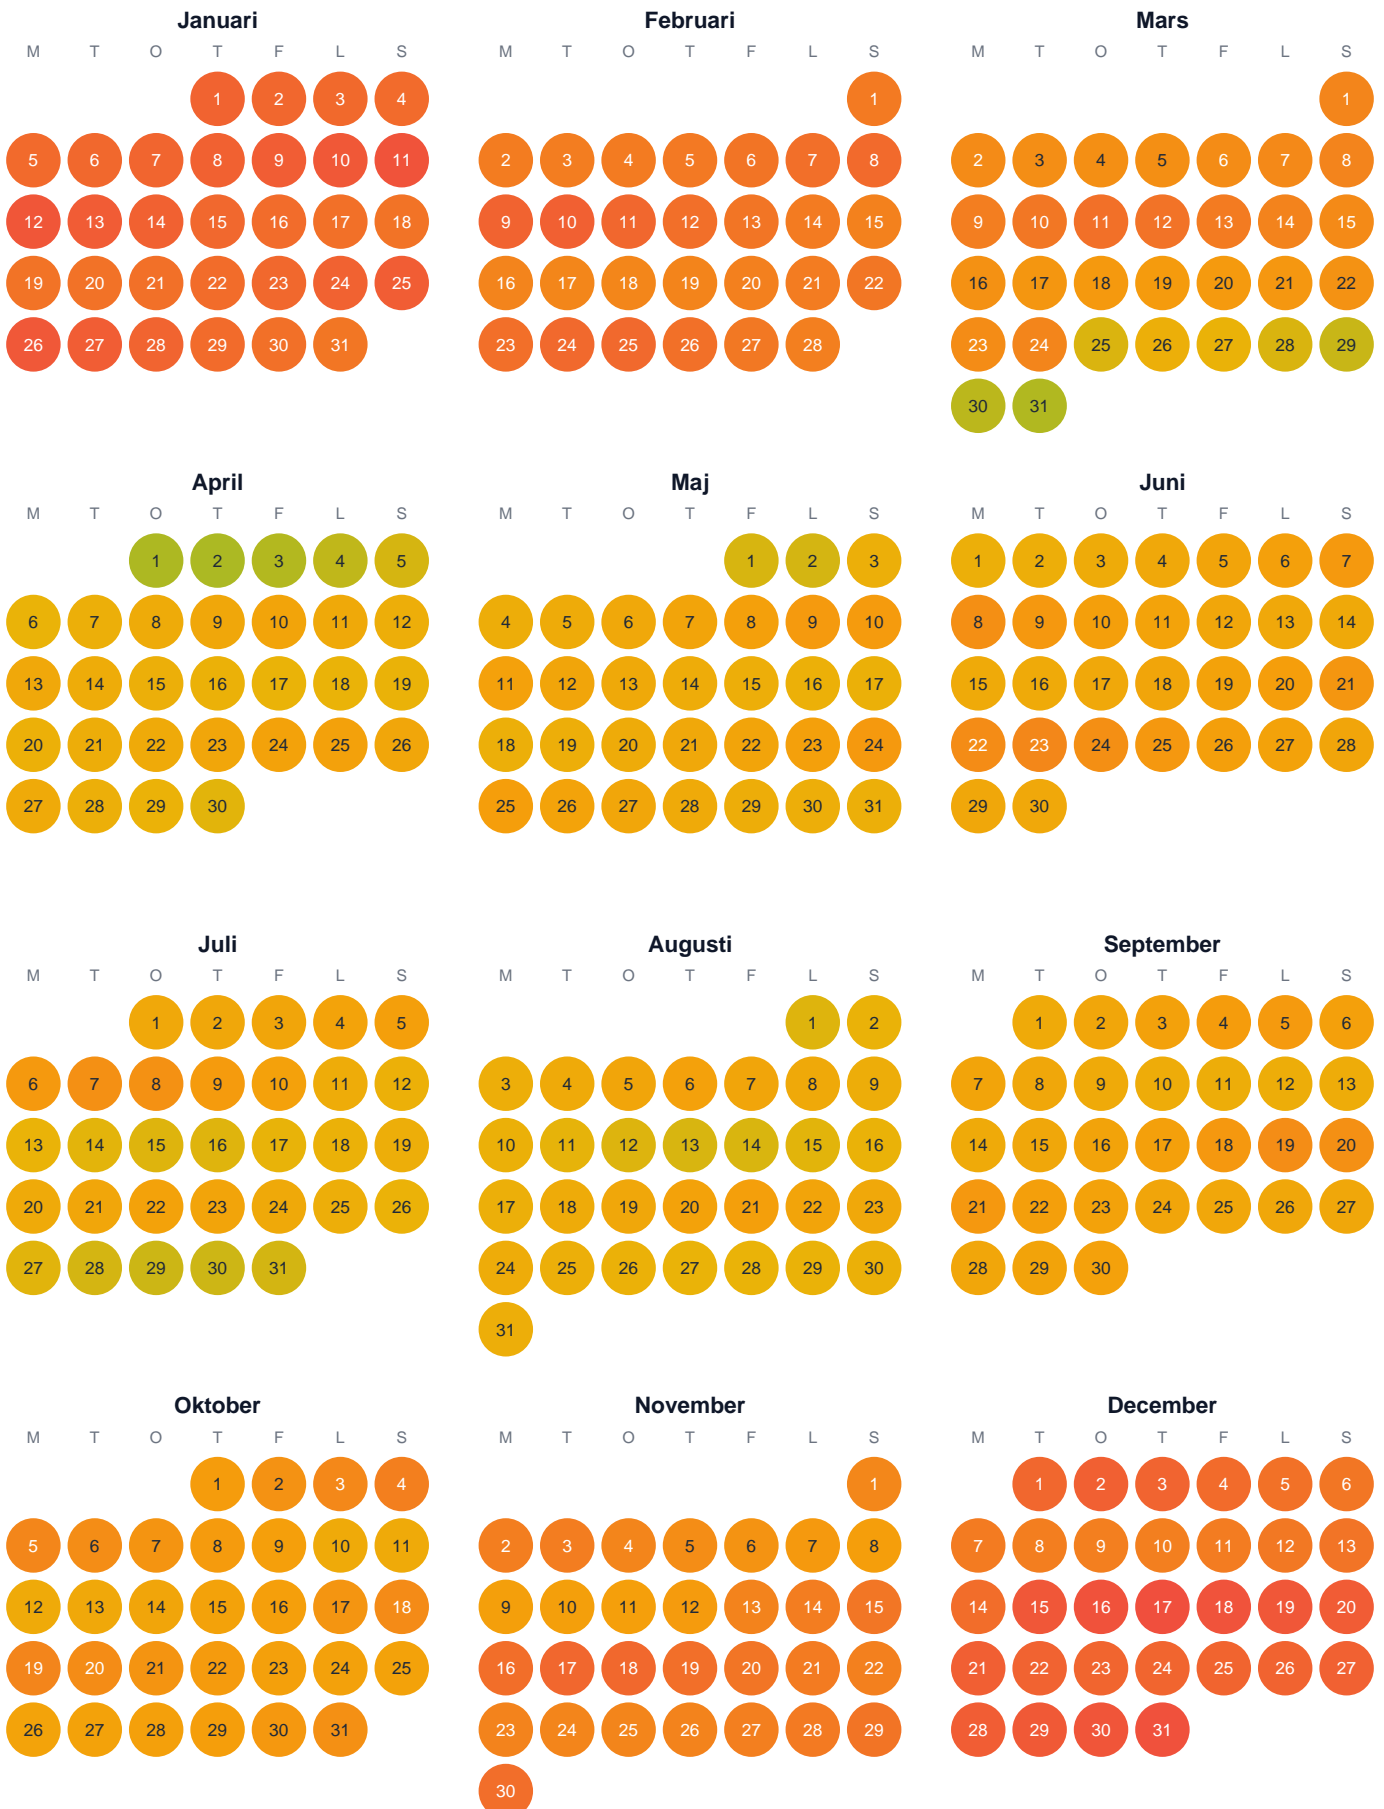 Januari Februari Mars
M T O T F L S M T O T F L S M T O T F L S
1 2 3 4 1 1
5 6 7 8 9 10 11 2 3 4 5 6 7 8 2 3 4 5 6 7 8
12 13 14 15 16 17 18 9 10 11 12 13 14 15 9 10 11 12 13 14 15
19 20 21 22 23 24 25 16 17 18 19 20 21 22 16 17 18 19 20 21 22
26 27 28 29 30 31 23 24 25 26 27 28 23 24 25 26 27 28 29
30 31
April Maj Juni
M T O T F L S M T O T F L S M T O T F L S
1 2 3 4 5 1 2 3 1 2 3 4 5 6 7
6 7 8 9 10 11 12 4 5 6 7 8 9 10 8 9 10 11 12 13 14
13 14 15 16 17 18 19 11 12 13 14 15 16 17 15 16 17 18 19 20 21
20 21 22 23 24 25 26 18 19 20 21 22 23 24 22 23 24 25 26 27 28
27 28 29 30 25 26 27 28 29 30 31 29 30
Juli Augusti September
M T O T F L S M T O T F L S M T O T F L S
1 2 3 4 5 1 2 1 2 3 4 5 6
6 7 8 9 10 11 12 3 4 5 6 7 8 9 7 8 9 10 11 12 13
13 14 15 16 17 18 19 10 11 12 13 14 15 16 14 15 16 17 18 19 20
20 21 22 23 24 25 26 17 18 19 20 21 22 23 21 22 23 24 25 26 27
27 28 29 30 31 24 25 26 27 28 29 30 28 29 30
31
Oktober November December
M T O T F L S M T O T F L S M T O T F L S
1 2 3 4 1 1 2 3 4 5 6
5 6 7 8 9 10 11 2 3 4 5 6 7 8 7 8 9 10 11 12 13
12 13 14 15 16 17 18 9 10 11 12 13 14 15 14 15 16 17 18 19 20
19 20 21 22 23 24 25 16 17 18 19 20 21 22 21 22 23 24 25 26 27
26 27 28 29 30 31 23 24 25 26 27 28 29 28 29 30 31
30